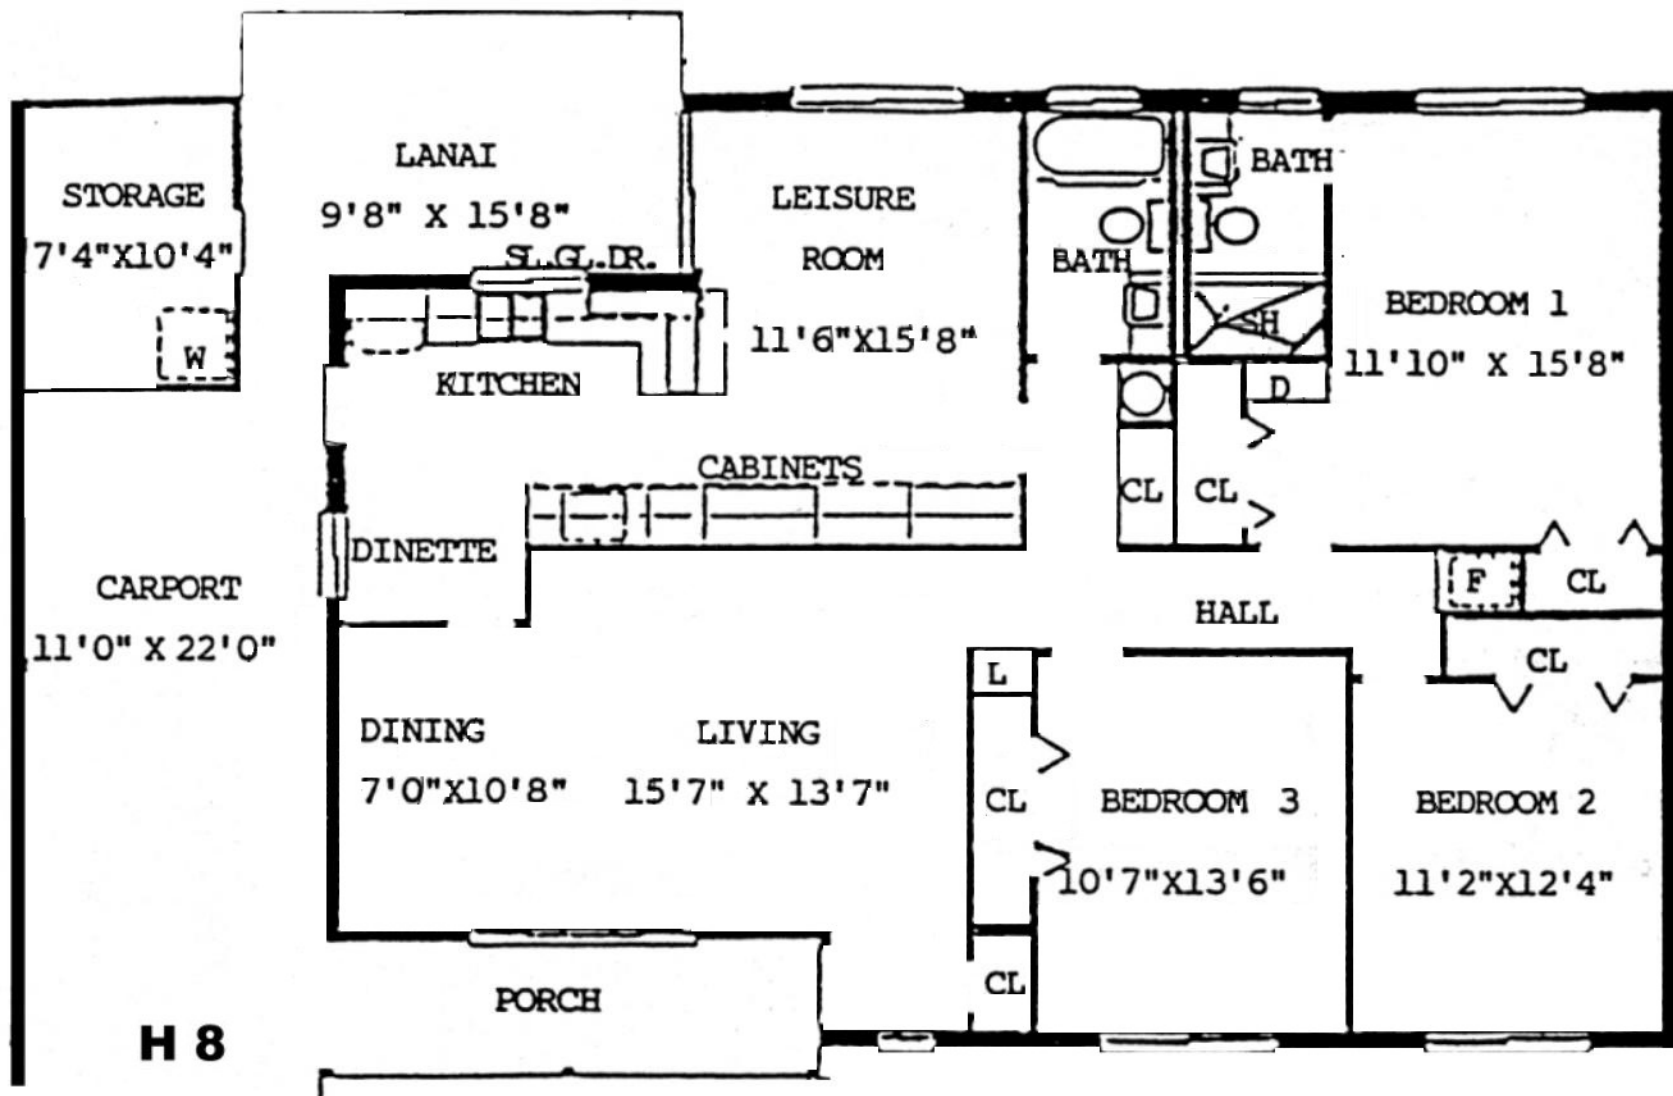 LANAI
9'8" X 15'8"
SL.GL.DR.
STORAGE
7'4"X10'4"
W
LEISURE
ROOM
11'6"X15'8"
BATH
BATH
SH
BEDROOM 1
11'10" X 15'8"
D
KITCHEN
CABINETS
CL
CL
DINETTE
CARPORT
11'0" X 22'0"
HALL
F
CL
CL
L
DINING
7'0"X10'8"
LIVING
15'7" X 13'7"
CL
BEDROOM 3
10'7"X13'6"
BEDROOM 2
11'2"X12'4"
CL
PORCH
H 8